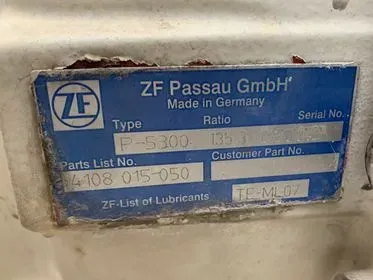 ZF
ZF Passau GmbH
Made in Germany
Type Ratio Serial No.
P-5300 135
Parts List No. Customer Part No.
4108 015-050
ZF-List of Lubricants TE-ML07